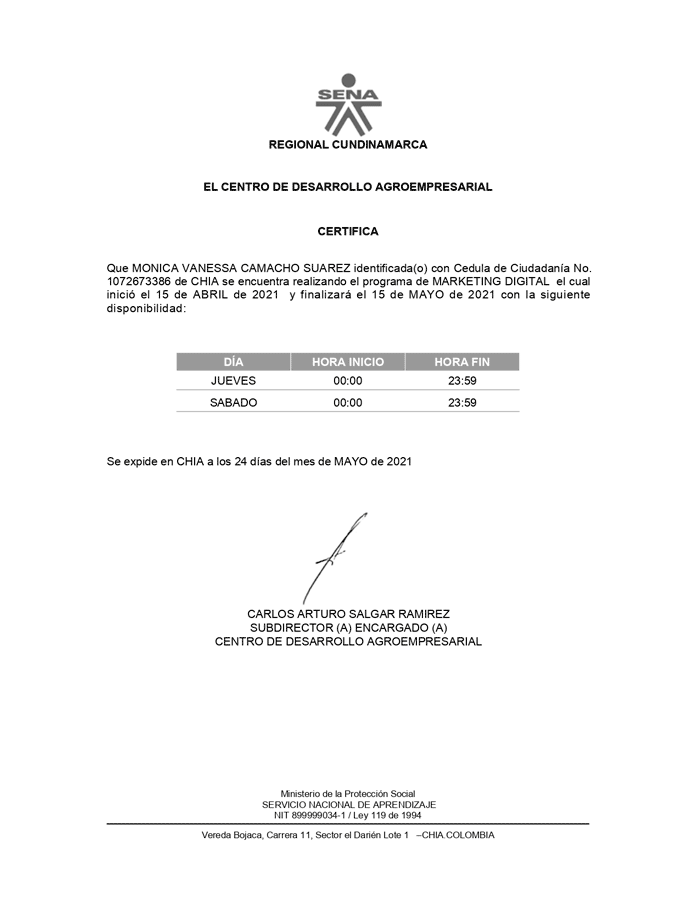 SENA
REGIONAL CUNDINAMARCA
EL CENTRO DE DESARROLLO AGROEMPRESARIAL
CERTIFICA
Que MONICA VANESSA CAMACHO SUAREZ identificada(o) con Cedula de Ciudadanía No.
1072673386 de CHIA se encuentra realizando el programa de MARKETING DIGITAL el cual
inició el 15 de ABRIL de 2021 y finalizará el 15 de MAYO de 2021 con la siguiente
disponibilidad:
DÍA HORA INICIO HORA FIN
JUEVES 00:00 23:59
SABADO 00:00 23:59
Se expide en CHIA a los 24 días del mes de MAYO de 2021
CARLOS ARTURO SALGAR RAMIREZ
SUBDIRECTOR (A) ENCARGADO (A)
CENTRO DE DESARROLLO AGROEMPRESARIAL
Ministerio de la Protección Social
SERVICIO NACIONAL DE APRENDIZAJE
NIT 899999034-1 / Ley 119 de 1994
Vereda Bojaca, Carrera 11, Sector el Darién Lote 1 –CHIA.COLOMBIA